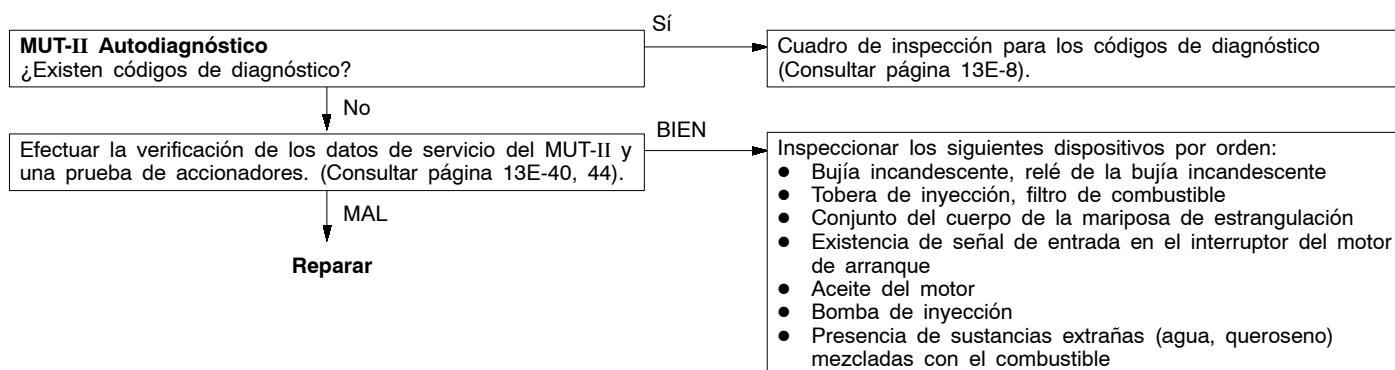 Sí
MUT-II Autodiagnóstico
¿Existen códigos de diagnóstico?
Cuadro de inspección para los códigos de diagnóstico
(Consultar página 13E-8).
No
BIEN
Efectuar la verificación de los datos de servicio del MUT-II y
una prueba de accionadores. (Consultar página 13E-40, 44).
Inspeccionar los siguientes dispositivos por orden:
● Bujía incandescente, relé de la bujía incandescente
● Tobera de inyección, filtro de combustible
● Conjunto del cuerpo de la mariposa de estrangulación
● Existencia de señal de entrada en el interruptor del motor
de arranque
● Aceite del motor
● Bomba de inyección
● Presencia de sustancias extrañas (agua, queroseno)
mezcladas con el combustible
MAL
Reparar